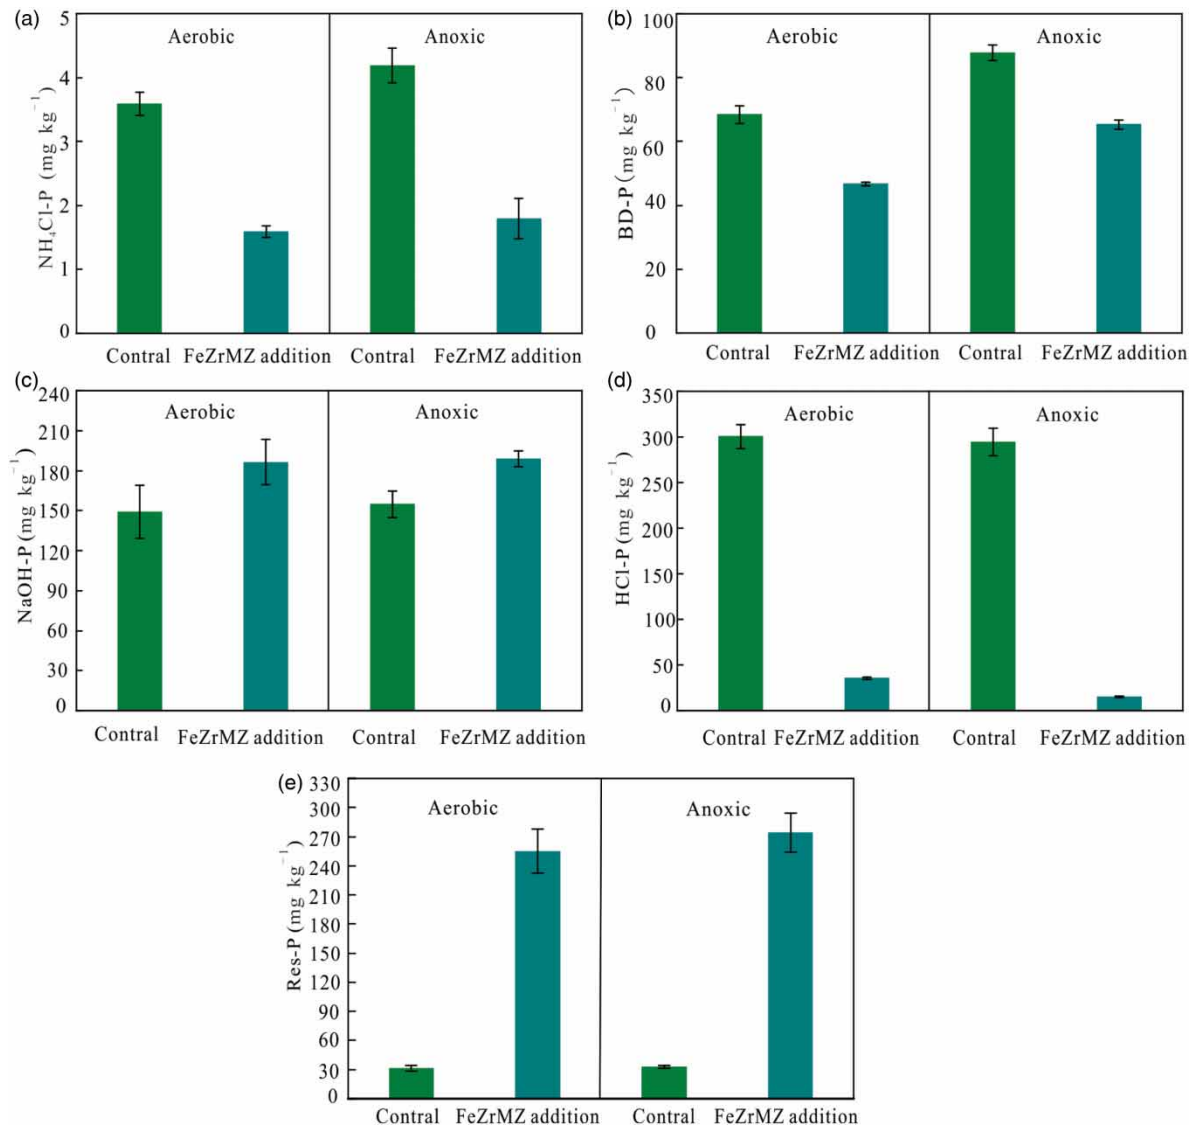 (a)
5
4
3
2
1
0
NH₄Cl-P (mg kg⁻¹)
Aerobic
Anoxic
Contral
FeZrMZ addition
Contral
FeZrMZ addition
(b)
100
80
60
40
20
0
BD-P (mg kg⁻¹)
Aerobic
Anoxic
Contral
FeZrMZ addition
Contral
FeZrMZ addition
(c)
240
210
180
150
120
90
60
30
0
NaOH-P (mg kg⁻¹)
Aerobic
Anoxic
Contral
FeZrMZ addition
Contral
FeZrMZ addition
(d)
350
300
250
200
150
100
50
0
HCl-P (mg kg⁻¹)
Aerobic
Anoxic
Contral
FeZrMZ addition
Contral
FeZrMZ addition
(e)
330
300
270
240
210
180
150
120
90
60
30
0
Res-P (mg kg⁻¹)
Aerobic
Anoxic
Contral
FeZrMZ addition
Contral
FeZrMZ addition